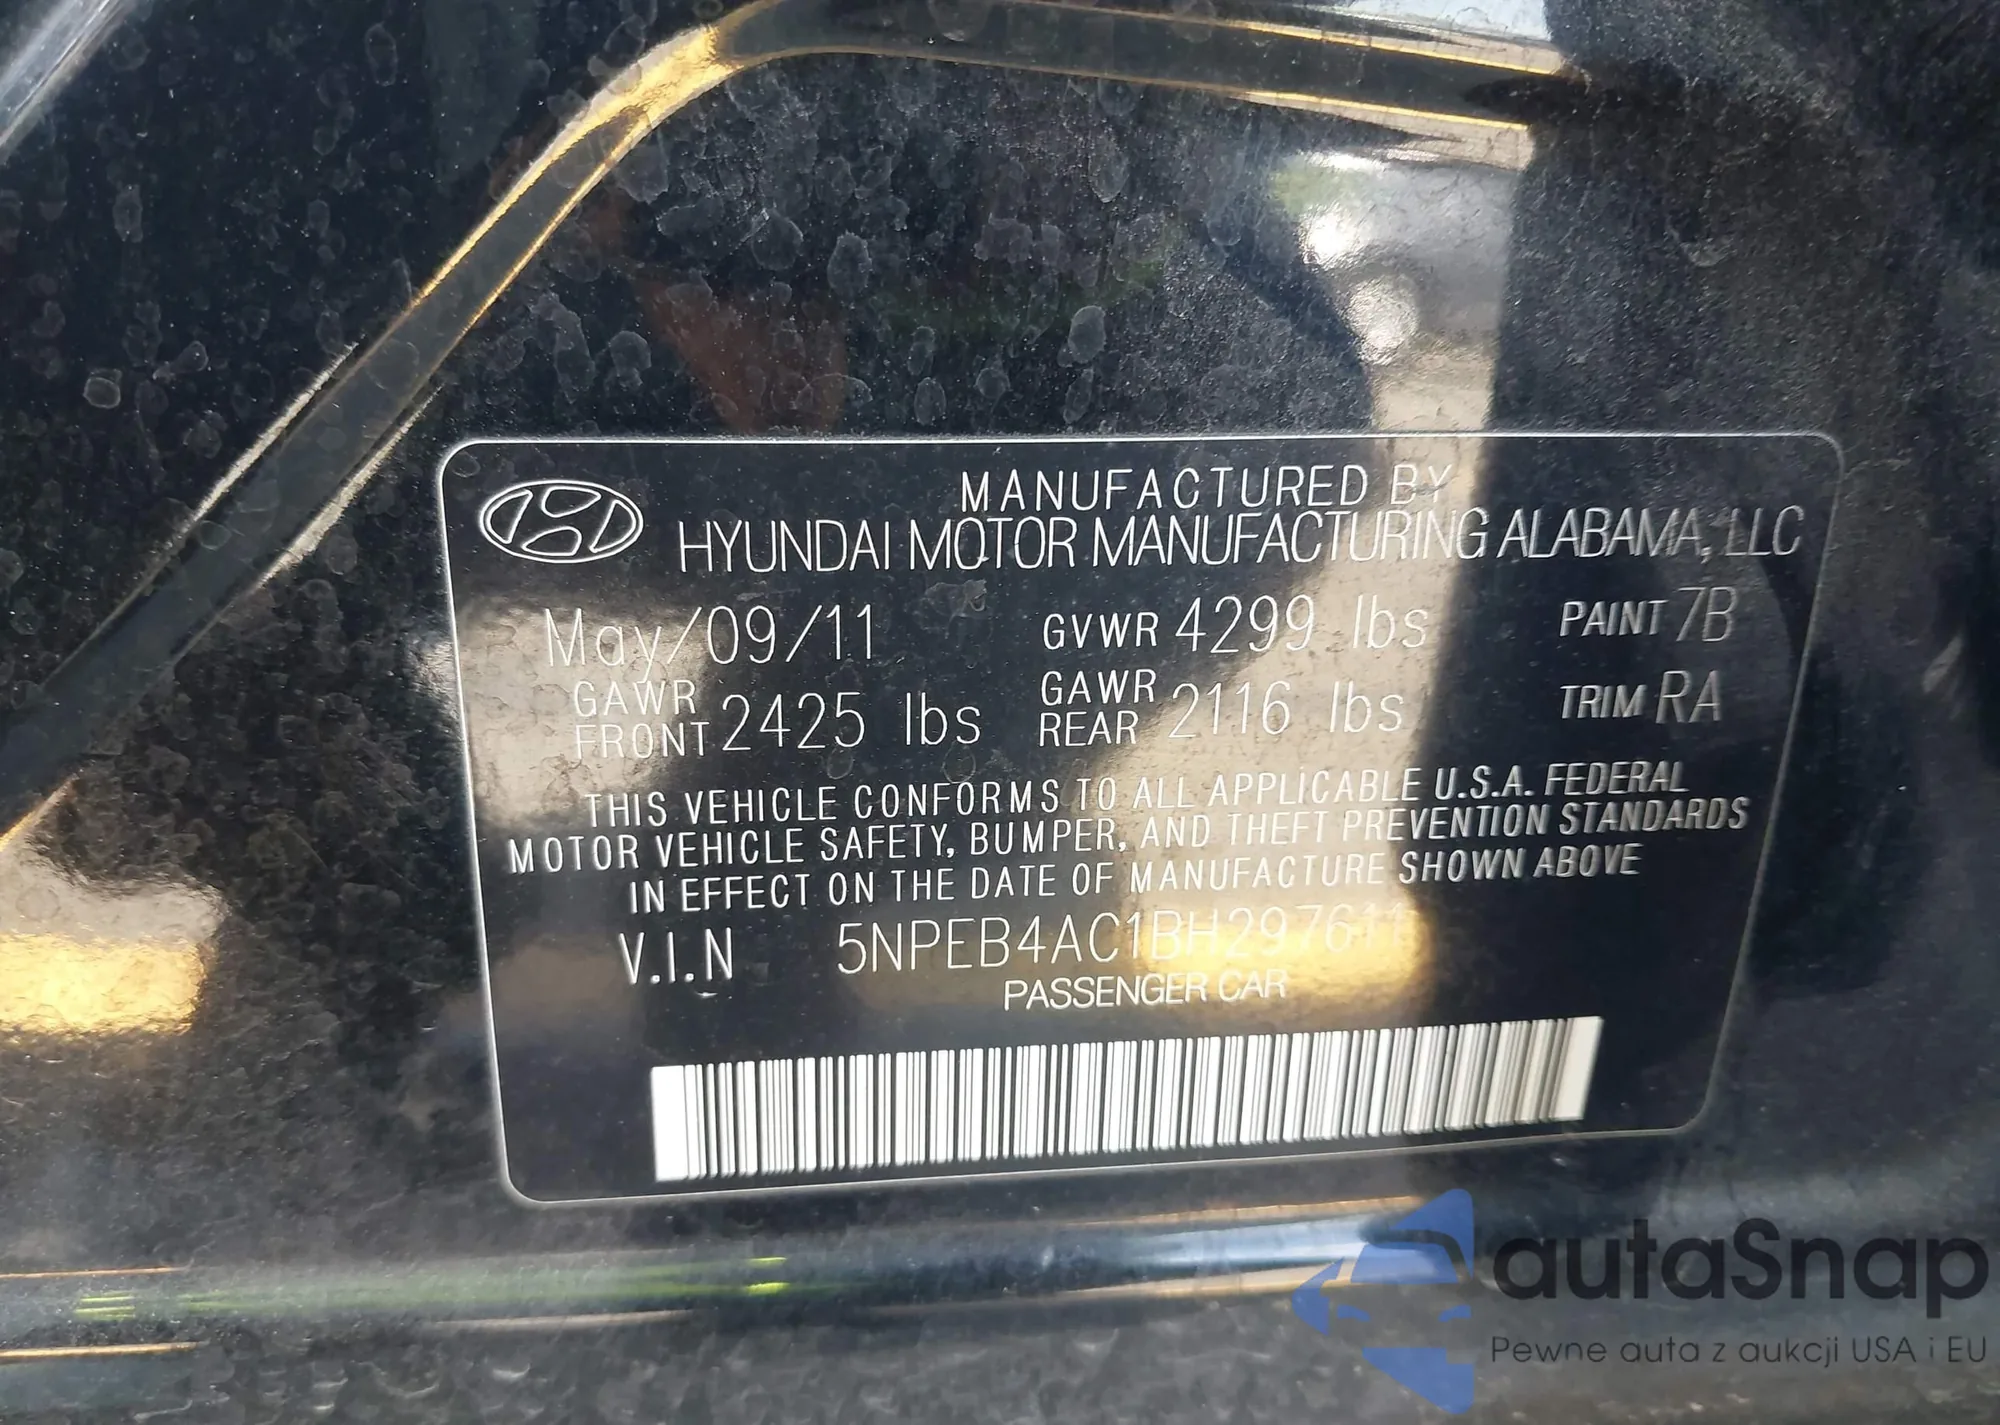 MANUFACTURED BY
HYUNDAI MOTOR MANUFACTURING ALABAMA, LLC
May/09/11 GVWR 4299 lbs PAINT 7B
GAWR FRONT 2425 lbs GAWR REAR 2116 lbs TRIM RA
THIS VEHICLE CONFORMS TO ALL APPLICABLE U.S.A. FEDERAL
MOTOR VEHICLE SAFETY, BUMPER, AND THEFT PREVENTION STANDARDS
IN EFFECT ON THE DATE OF MANUFACTURE SHOWN ABOVE
V.I.N 5NPEB4AC1BH297611
PASSENGER CAR
autaSnap
Pewne auta z aukcji USA i EU